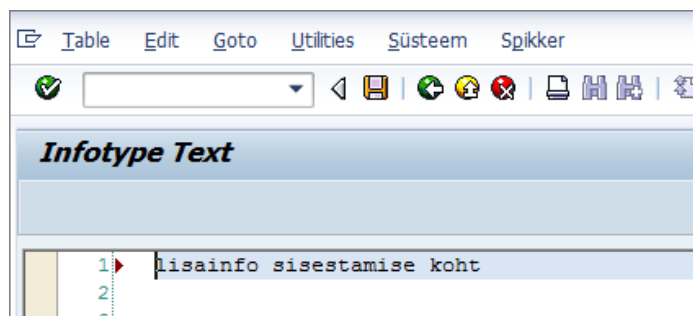 Table Edit Goto Utilities Süsteem Spikker
Infotype Text
1 lisainfo sisestamise koht
2